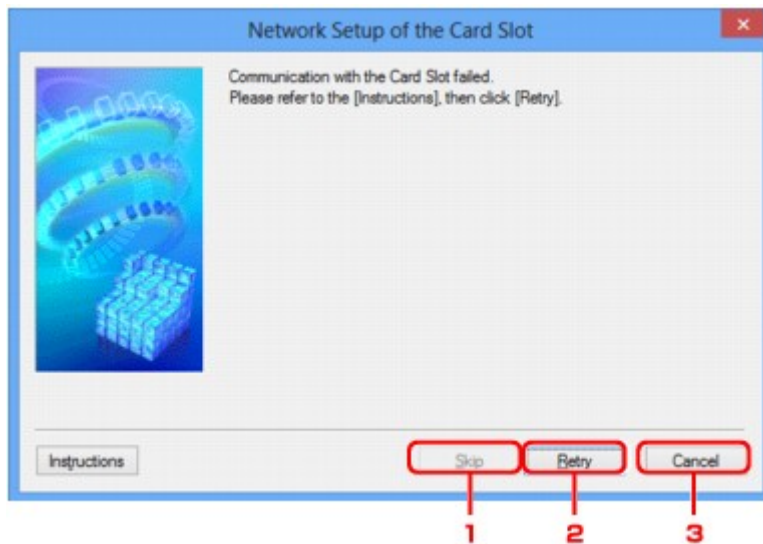 Network Setup of the Card Slot
Communication with the Card Slot failed.
Please refer to the [Instructions], then click [Retry].
Instructions
Skip
Retry
Cancel
1
2
3